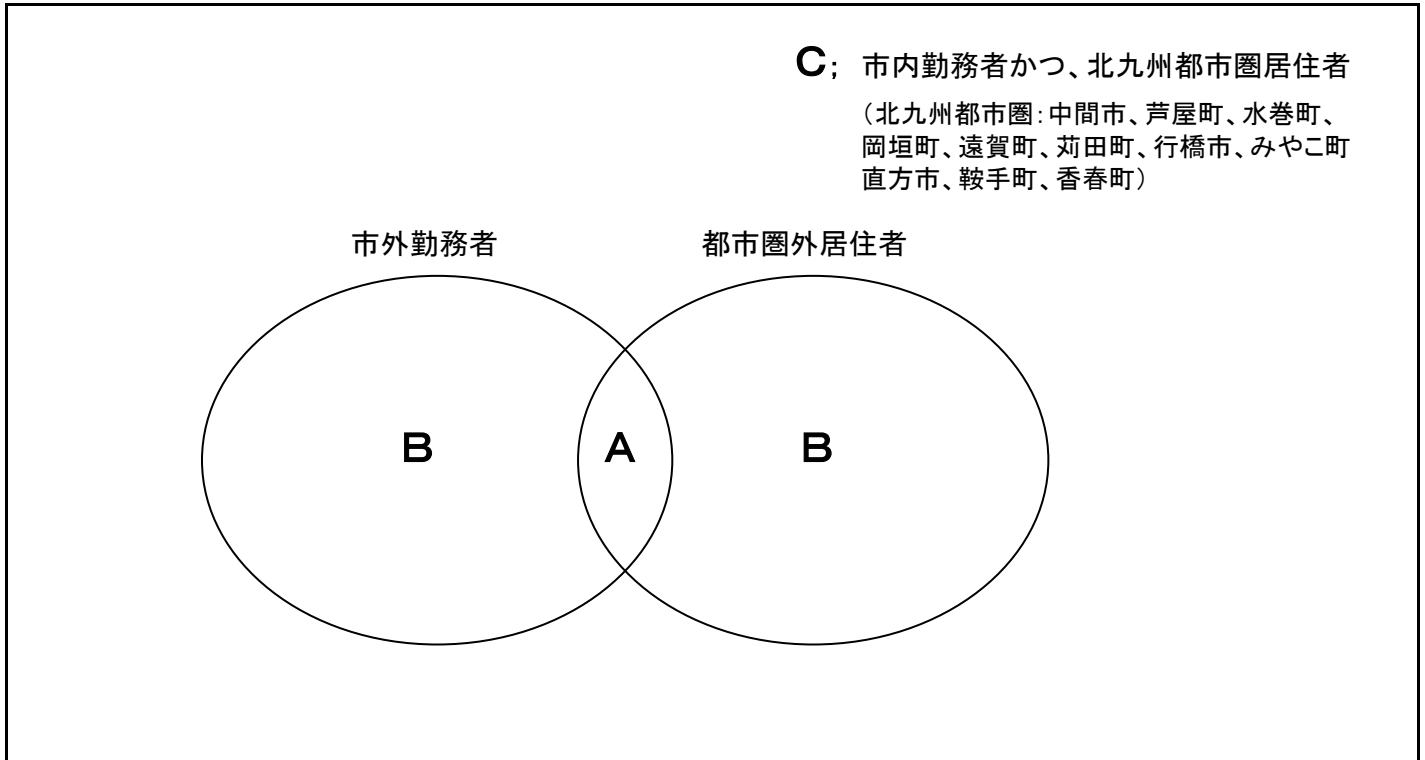 C; 市内勤務者かつ、北九州都市圏居住者
（北九州都市圏:中間市、芦屋町、水巻町、
岡垣町、遠賀町、苅田町、行橋市、みやこ町
直方市、鞍手町、香春町）
市外勤務者 都市圏外居住者
B A B